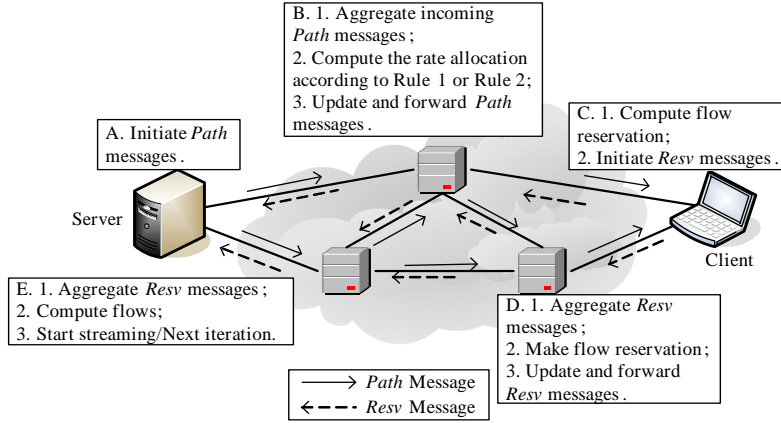 B. 1. Aggregate incoming
Path messages;
2. Compute the rate allocation
according to Rule 1 or Rule 2;
3. Update and forward Path
messages.
C. 1. Compute flow
reservation;
2. Initiate Resv messages.
A. Initiate Path
messages.
Server
Client
E. 1. Aggregate Resv messages;
2. Compute flows;
3. Start streaming/Next iteration.
D. 1. Aggregate Resv
messages;
2. Make flow reservation;
3. Update and forward
Resv messages.
Path Message
Resv Message